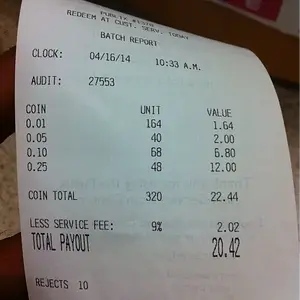 PUBLIX #1578
REDEEM AT CUST. SERV. TODAY
BATCH REPORT
CLOCK: 04/16/14 10:33 A.M.
AUDIT: 27553
COIN UNIT VALUE
0.01 164 1.64
0.05 40 2.00
0.10 68 6.80
0.25 48 12.00
COIN TOTAL 320 22.44
LESS SERVICE FEE: 9% 2.02
TOTAL PAYOUT 20.42
REJECTS 10